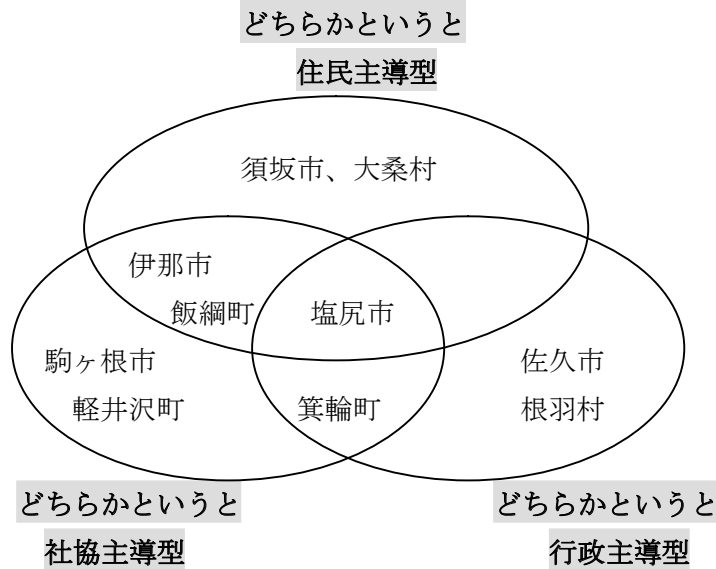 どちらかというと
住民主導型
須坂市、大桑村
伊那市
飯綱町
塩尻市
駒ヶ根市
軽井沢町
箕輪町
佐久市
根羽村
どちらかというと
社協主導型
どちらかというと
行政主導型